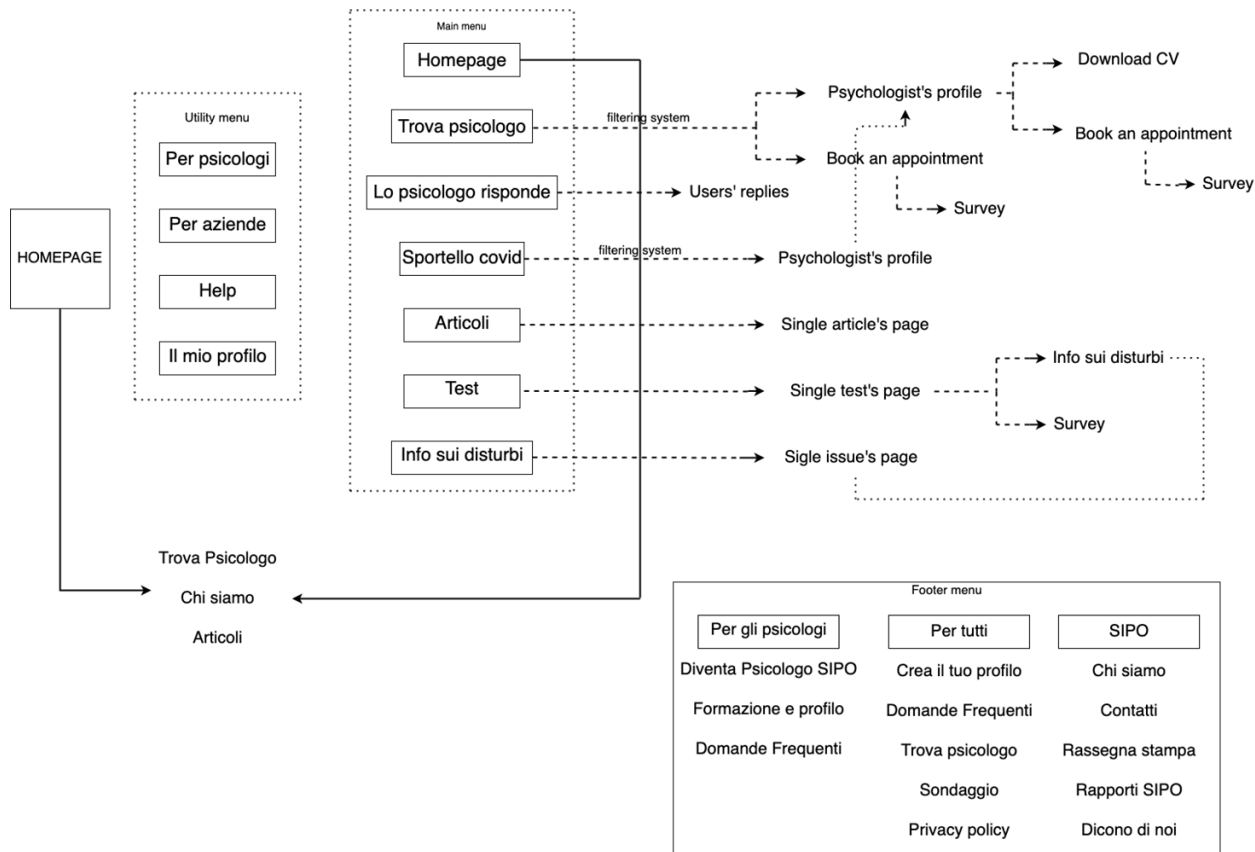 Main menu
Homepage
Download CV
Psychologist's profile
Utility menu
Trova psicologo
filtering system
Book an appointment
Per psicologi
Book an appointment
Lo psicologo risponde
Users' replies
Survey
Survey
Per aziende
HOMEPAGE
Sportello covid
filtering system
Psychologist's profile
Help
Articoli
Single article's page
Il mio profilo
Info sui disturbi
Test
Single test's page
Survey
Info sui disturbi
Sigle issue's page
Trova Psicologo
Chi siamo
Articoli
Footer menu
Per gli psicologi
Diventa Psicologo SIPO
Formazione e profilo
Domande Frequenti
Per tutti
Crea il tuo profilo
Domande Frequenti
Trova psicologo
Sondaggio
Privacy policy
SIPO
Chi siamo
Contatti
Rassegna stampa
Rapporti SIPO
Dicono di noi